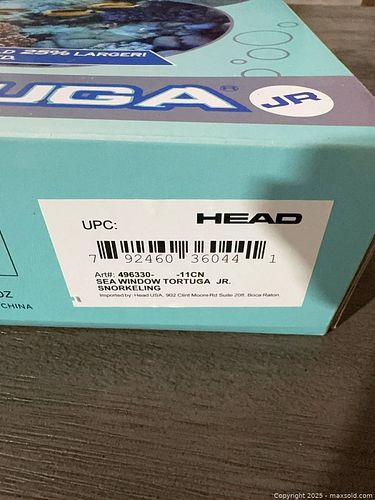 LARGER!
UGA® JR
UPC: HEAD
7 92460 36044 1
Art#: 496330- -11CN
SEA WINDOW TORTUGA JR.
SNORKELING
Imported by: Head USA, 902 Clint Moore Rd Suite 208, Boca Raton.
OZ
CHINA
Copyright 2025 - maxsold.com